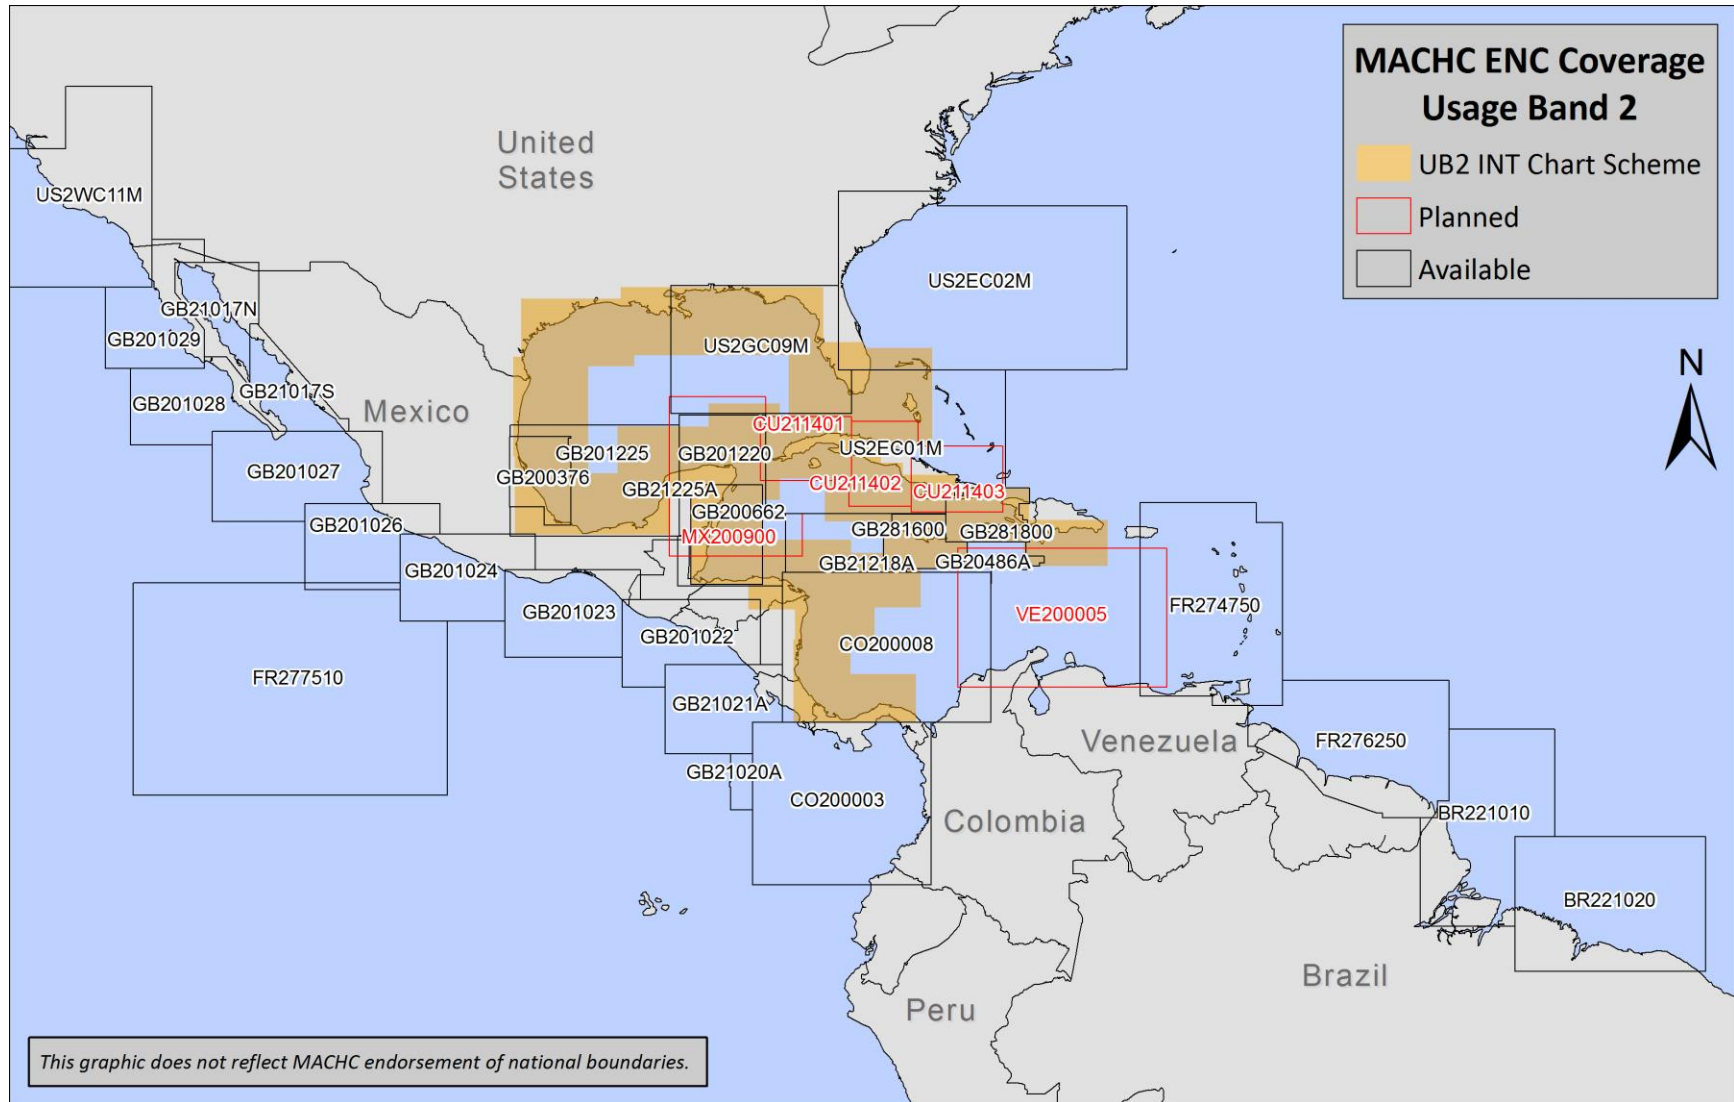 MACHC ENC Coverage
Usage Band 2
UB2 INT Chart Scheme
Planned
Available
United
States
US2WC11M
US2EC02M
GB21017N
GB201029
US2GC09M
GB21017S
GB201028
Mexico
N
CU211401
US2EC01M
GB201225
GB201220
GB201027
GB200376
CU211402
CU211403
GB21225A
GB200662
GB201026
GB281600
GB281800
MX200900
GB21218A
GB20486A
GB201024
FR274750
GB201023
VE200005
GB201022
CO200008
FR277510
GB21021A
Venezuela
FR276250
GB21020A
CO200003
Colombia
BR221010
BR221020
Brazil
Peru
This graphic does not reflect MACHC endorsement of national boundaries.